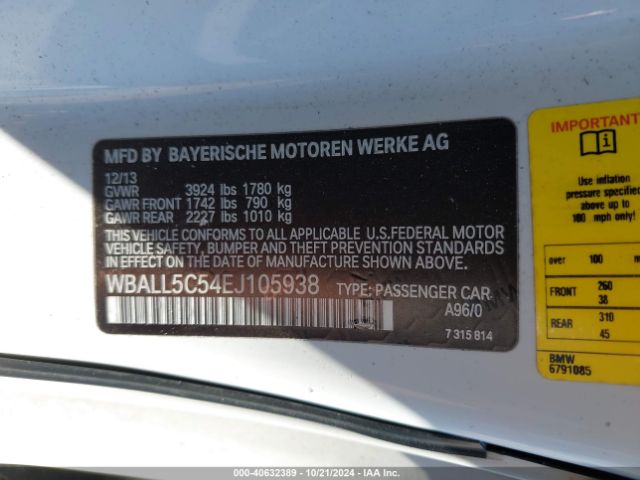 MFD BY BAYERISCHE MOTOREN WERKE AG
12/13
GVWR 3924 lbs 1780 kg
GAWR FRONT 1742 lbs 790 kg
GAWR REAR 2227 lbs 1010 kg
THIS VEHICLE CONFORMS TO ALL APPLICABLE U.S.FEDERAL MOTOR
VEHICLE SAFETY, BUMPER AND THEFT PREVENTION STANDARDS
IN EFFECT ON THE DATE OF MANUFACTURE SHOWN ABOVE.
WBALL5C54EJ105938 TYPE: PASSENGER CAR
A96/0
7 315 814
IMPORTANT
Use inflation
pressure specified
above up to
100 mph only!
over 100 m
FRONT 260
38
REAR 310
45
BMW
6791085
000-40632389 - 10/21/2024 - IAA Inc.